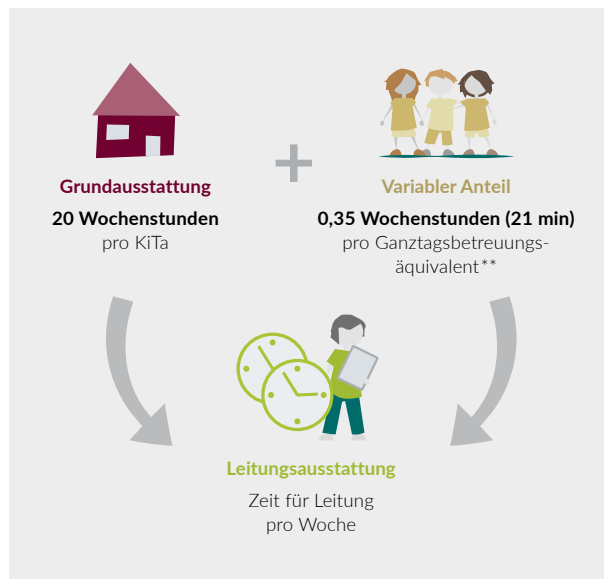 +
Grundausstattung
20 Wochenstunden
pro KiTa
Variabler Anteil
0,35 Wochenstunden (21 min)
pro Ganztagsbetreuungs-
äquivalent**
Leitungsausstattung
Zeit für Leitung
pro Woche